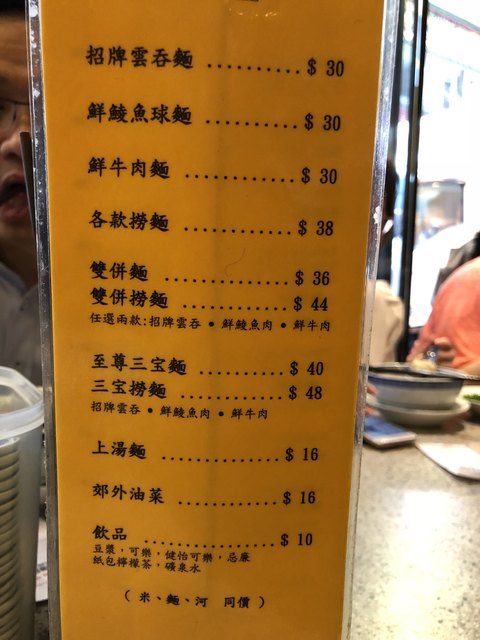 招牌雲吞麵 ..........$ 30
鮮鯪魚球麵 ..........$ 30
鮮牛肉麵 ............$ 30
各款撈麵 ............$ 38
雙併麵 ..............$ 36
雙併撈麵 ............$ 44
任選兩款:招牌雲吞 • 鮮鯪魚肉 • 鮮牛肉
至尊三宝麵 ..........$ 40
三宝撈麵 ............$ 48
招牌雲吞 • 鮮鯪魚肉 • 鮮牛肉
上湯麵 ..............$ 16
郊外油菜 ............$ 16
飲品 ................$ 10
豆漿，可樂，健怡可樂，忌廉
紙包檸檬茶，礦泉水
( 米、麵、河 同價 )